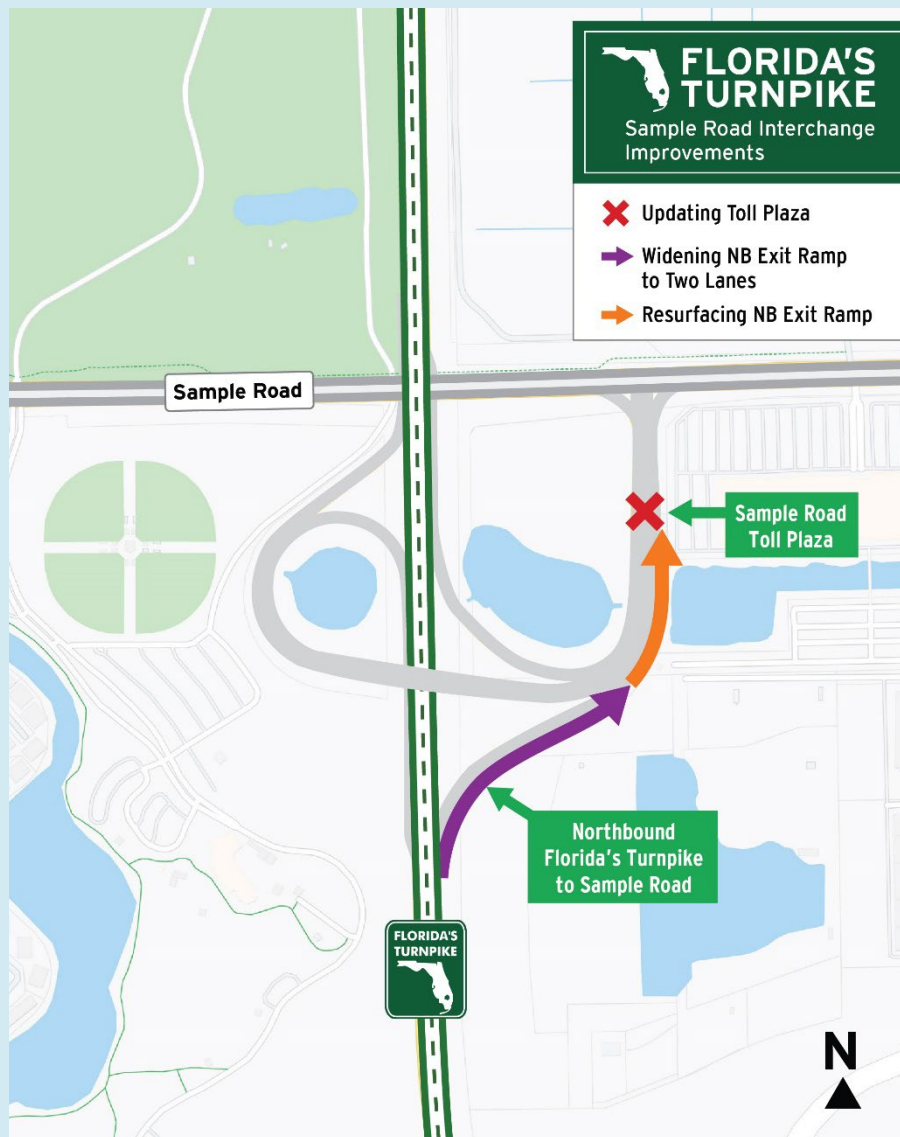 FLORIDA'S
TURNPIKE
Sample Road Interchange
Improvements
Updating Toll Plaza
Widening NB Exit Ramp
to Two Lanes
Resurfacing NB Exit Ramp
Sample Road
Sample Road
Toll Plaza
Northbound
Florida's Turnpike
to Sample Road
FLORIDA'S
TURNPIKE
N